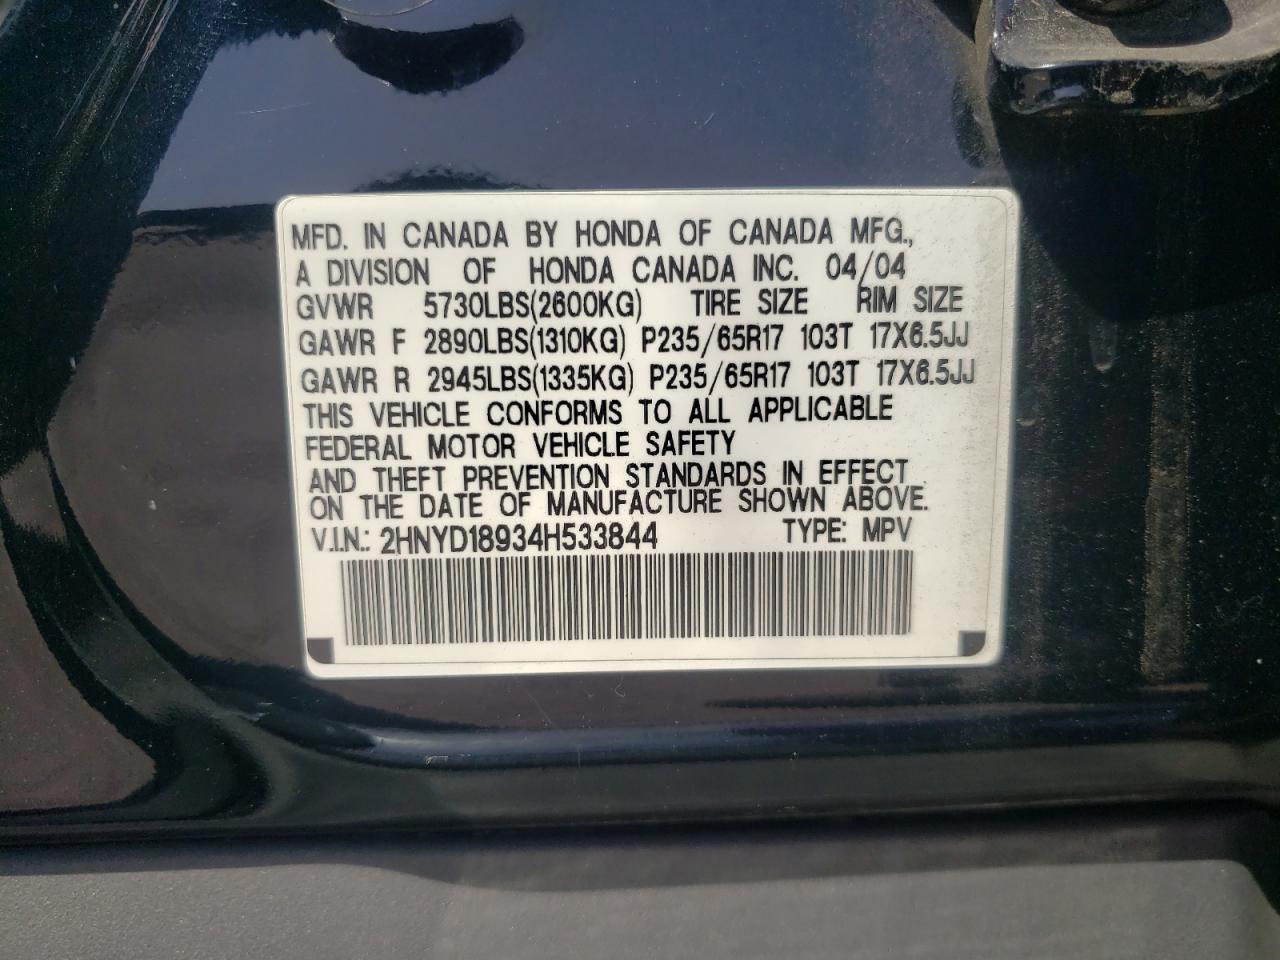 MFD. IN CANADA BY HONDA OF CANADA MFG.,
A DIVISION OF HONDA CANADA INC. 04/04
GVWR 5730LBS(2600KG) TIRE SIZE RIM SIZE
GAWR F 2890LBS(1310KG) P235/65R17 103T 17X6.5JJ
GAWR R 2945LBS(1335KG) P235/65R17 103T 17X6.5JJ
THIS VEHICLE CONFORMS TO ALL APPLICABLE
FEDERAL MOTOR VEHICLE SAFETY
AND THEFT PREVENTION STANDARDS IN EFFECT
ON THE DATE OF MANUFACTURE SHOWN ABOVE.
V.I.N.: 2HNYD18934H533844 TYPE: MPV